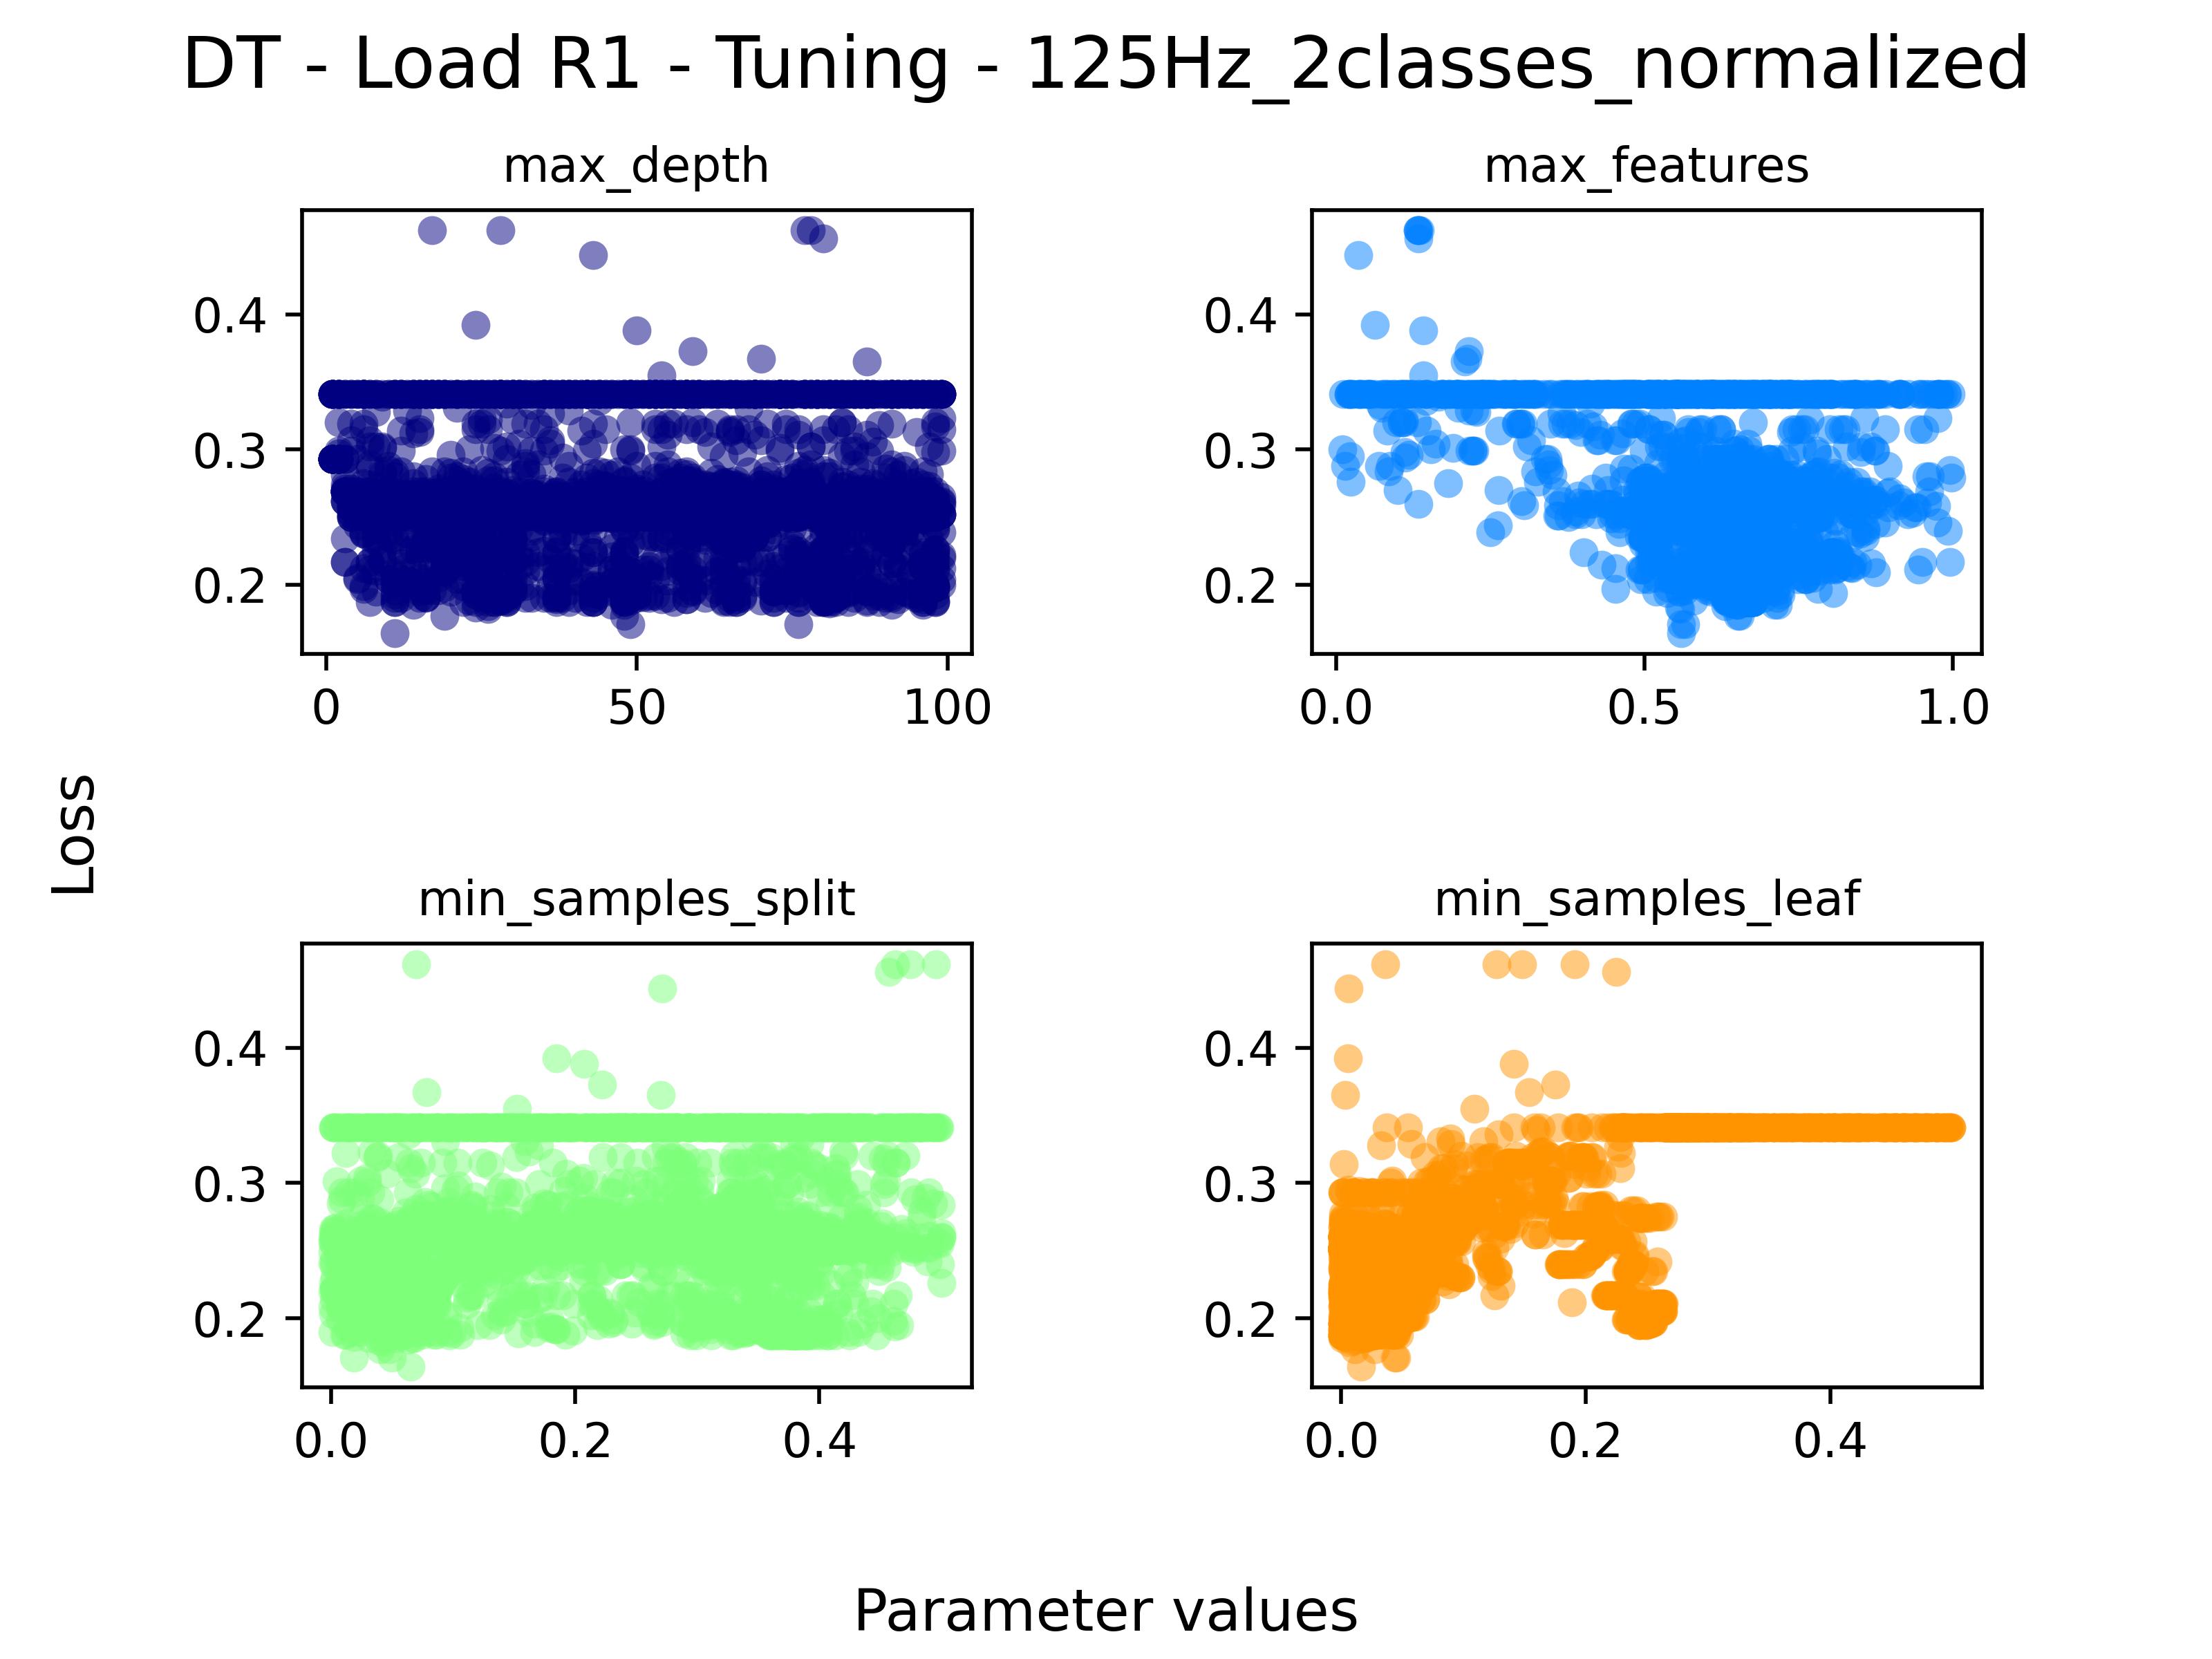 DT - Load R1 - Tuning - 125Hz_2classes_normalized
max_depth
0.4
0.3
0.2
0 50 100
max_features
0.4
0.3
0.2
0.0 0.5 1.0
Loss
min_samples_split
0.4
0.3
0.2
0.0 0.2 0.4
min_samples_leaf
0.4
0.3
0.2
0.0 0.2 0.4
Parameter values